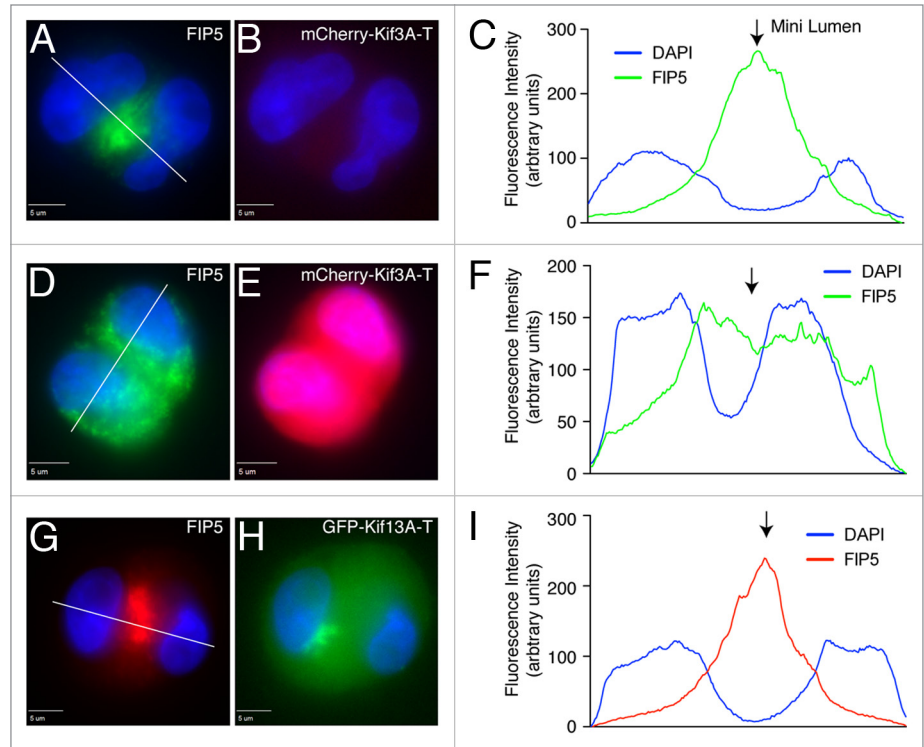 A FIP5
5 um
B mCherry-Kif3A-T
5 um
C
Fluorescence Intensity
(arbtrary units)
300
200
100
0
Mini Lumen
DAPI
FIP5
D FIP5
5 um
E mCherry-Kif3A-T
5 um
F
Fluorescence Intensity
(arbtrary units)
200
150
100
50
0
DAPI
FIP5
G FIP5
5 um
H GFP-Kif13A-T
5 um
I
Fluorescence Intensity
(arbtrary units)
300
200
100
0
DAPI
FIP5